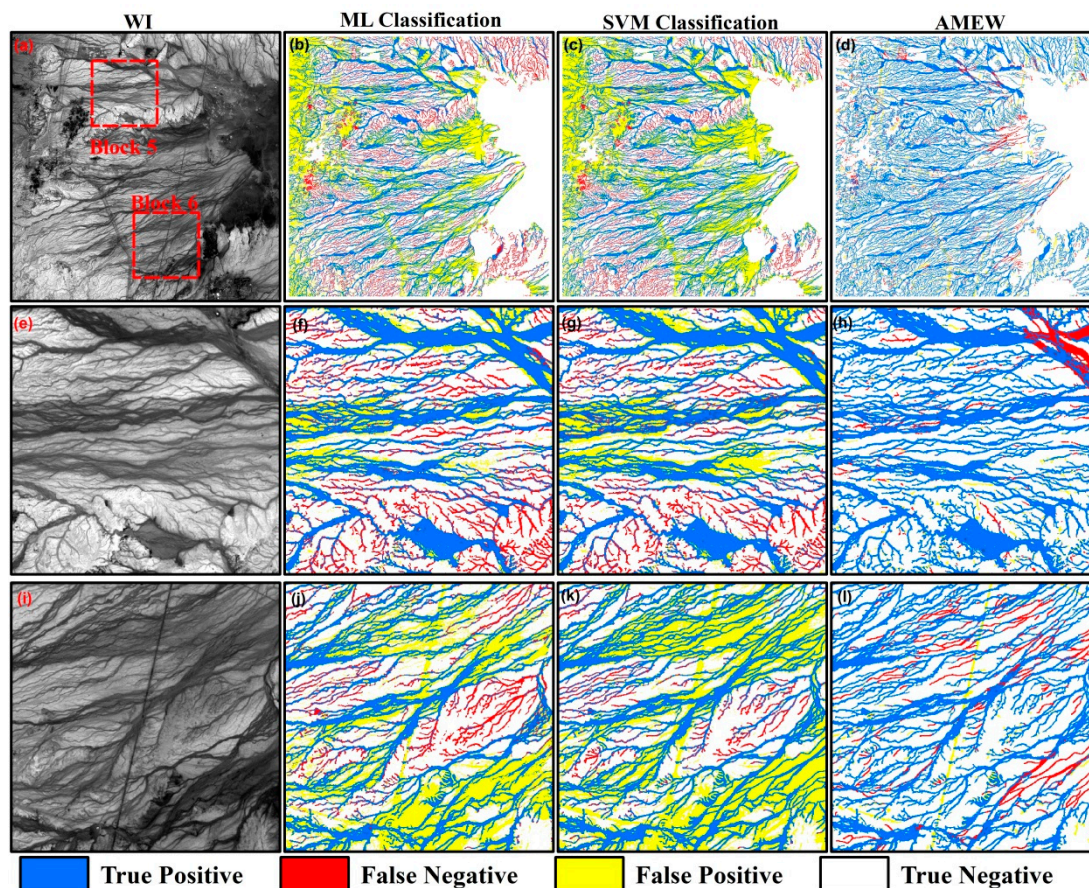 WI ML Classification SVM Classification AMEW
(a) (b) (c) (d)
Block 5
Block 6
(e) (f) (g) (h)
(i) (j) (k) (l)
True Positive False Negative False Positive True Negative